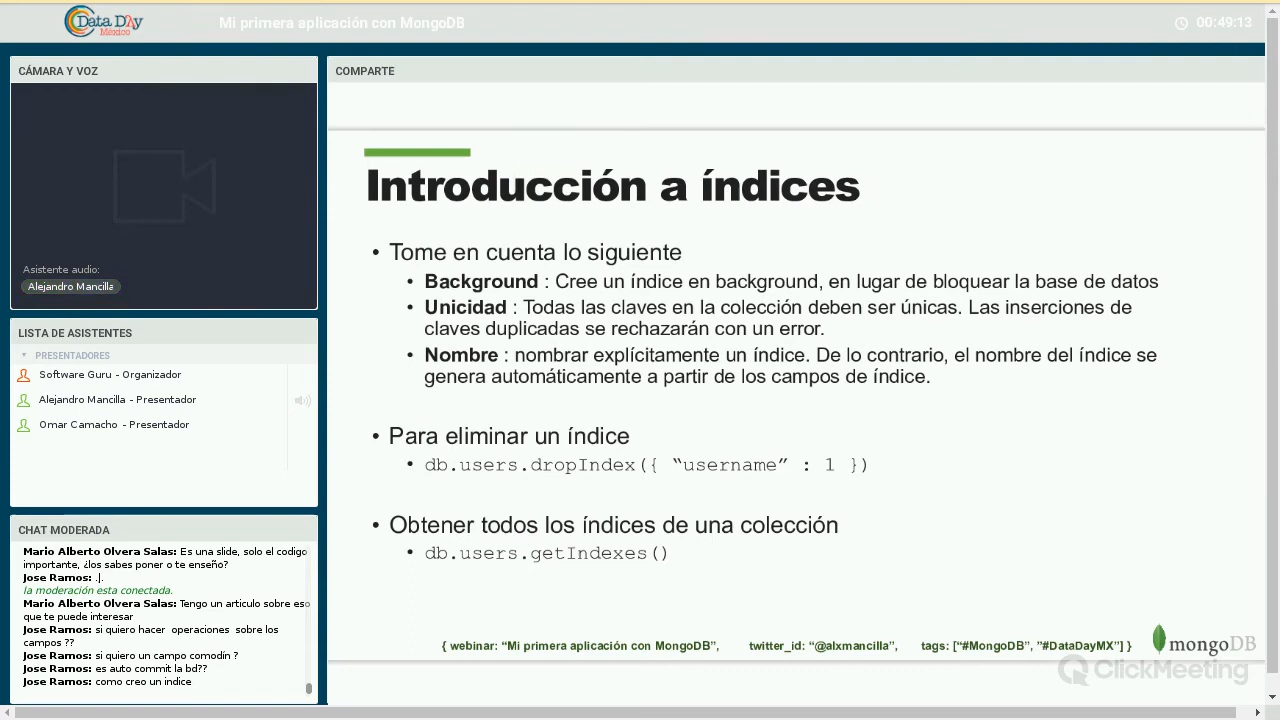 Data Day
México
Mi primera aplicación con MongoDB
00:49:13
CÁMARA Y VOZ
Asistente audio:
Alejandro Mancilla
LISTA DE ASISTENTES
PRESENTADORES
Software Guru - Organizador
Alejandro Mancilla - Presentador
Omar Camacho - Presentador
CHAT MODERADA
Mario Alberto Olvera Salas: Es una slide, solo el codigo
importante, ¿los sabes poner o te enseño?
Jose Ramos: .|.
la moderación esta conectada.
Mario Alberto Olvera Salas: Tengo un articulo sobre eso
que te puede interesar
Jose Ramos: si quiero hacer operaciones sobre los
campos ??
Jose Ramos: si quiero un campo comodín ?
Jose Ramos: es auto commit la bd??
Jose Ramos: como creo un indice
COMPARTE
Introducción a índices
• Tome en cuenta lo siguiente
• Background : Cree un índice en background, en lugar de bloquear la base de datos
• Unicidad : Todas las claves en la colección deben ser únicas. Las inserciones de
claves duplicadas se rechazarán con un error.
• Nombre : nombrar explícitamente un índice. De lo contrario, el nombre del índice se
genera automáticamente a partir de los campos de índice.
• Para eliminar un índice
• db.users.dropIndex({ “username” : 1 })
• Obtener todos los índices de una colección
• db.users.getIndexes()
{ webinar: “Mi primera aplicación con MongoDB”, twitter_id: “@alxmancilla”, tags: [“#MongoDB”, ”#DataDayMX”] }
mongoDB
ClickMeeting